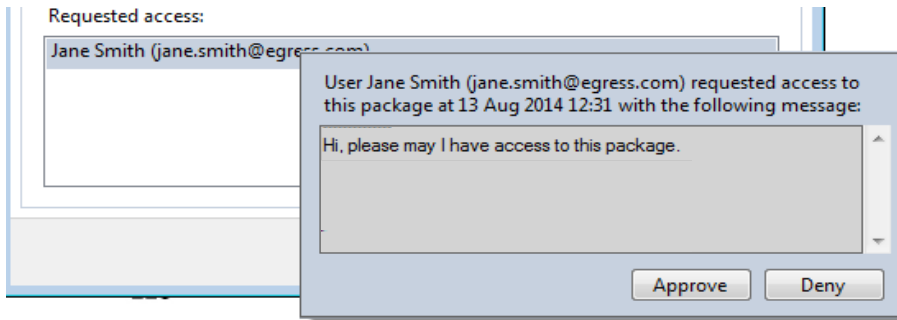 Requested access:
Jane Smith (jane.smith@egress.com)
User Jane Smith (jane.smith@egress.com) requested access to
this package at 13 Aug 2014 12:31 with the following message:
Hi, please may I have access to this package.
Approve
Deny